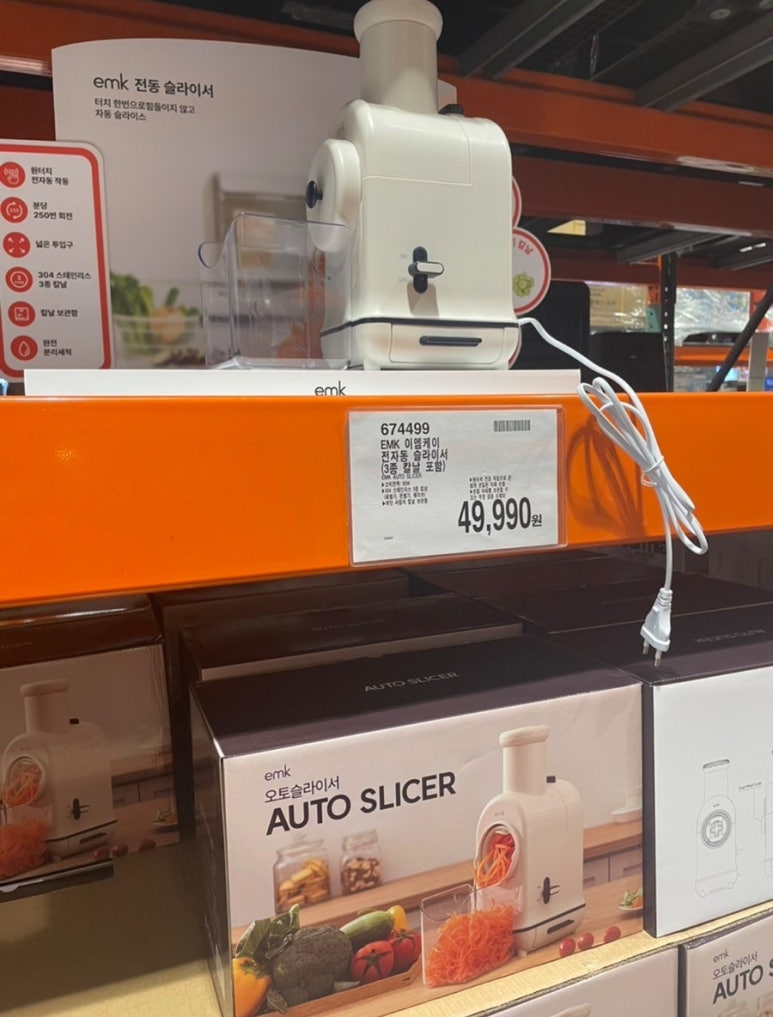 emk 전동 슬라이서
터치 한번으로힘들이지 않고
자동 슬라이스
원터치
전자동 작동
분당
250번 회전
넓은 투입구
304 스테인리스
3종 칼날
칼날 보관함
완전
분리세척
칼날
emk
674499
EMK 이엠케이
전자동 슬라이서
(3종 칼날 포함)
EMK AUTO SLICER
49,990원
AUTO SLICER
emk
오토슬라이서
AUTO SLICER
emk
오토슬라이서
AUTO S